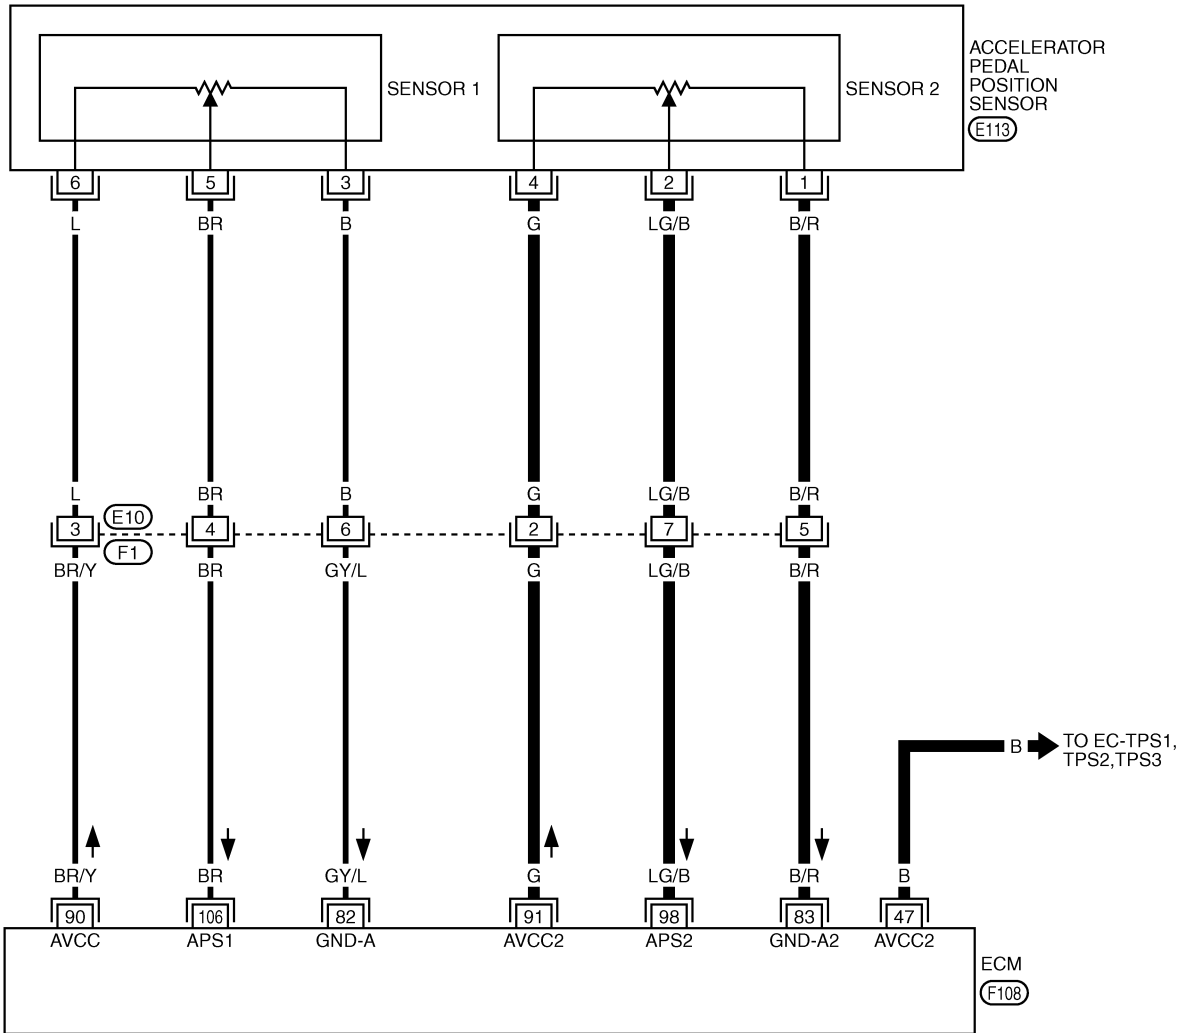 ACCELERATOR
PEDAL
POSITION
SENSOR
E113
SENSOR 1
SENSOR 2
6 5 3 4 2 1
L BR B G LG/B B/R
L BR B G LG/B B/R
E10
3 4 6 2 7 5
F1
BR/Y BR GY/L G LG/B B/R
B
TO EC-TPS1,
TPS2,TPS3
BR/Y BR GY/L G LG/B B/R B
90 106 82 91 98 83 47
AVCC APS1 GND-A AVCC2 APS2 GND-A2 AVCC2
ECM
F108